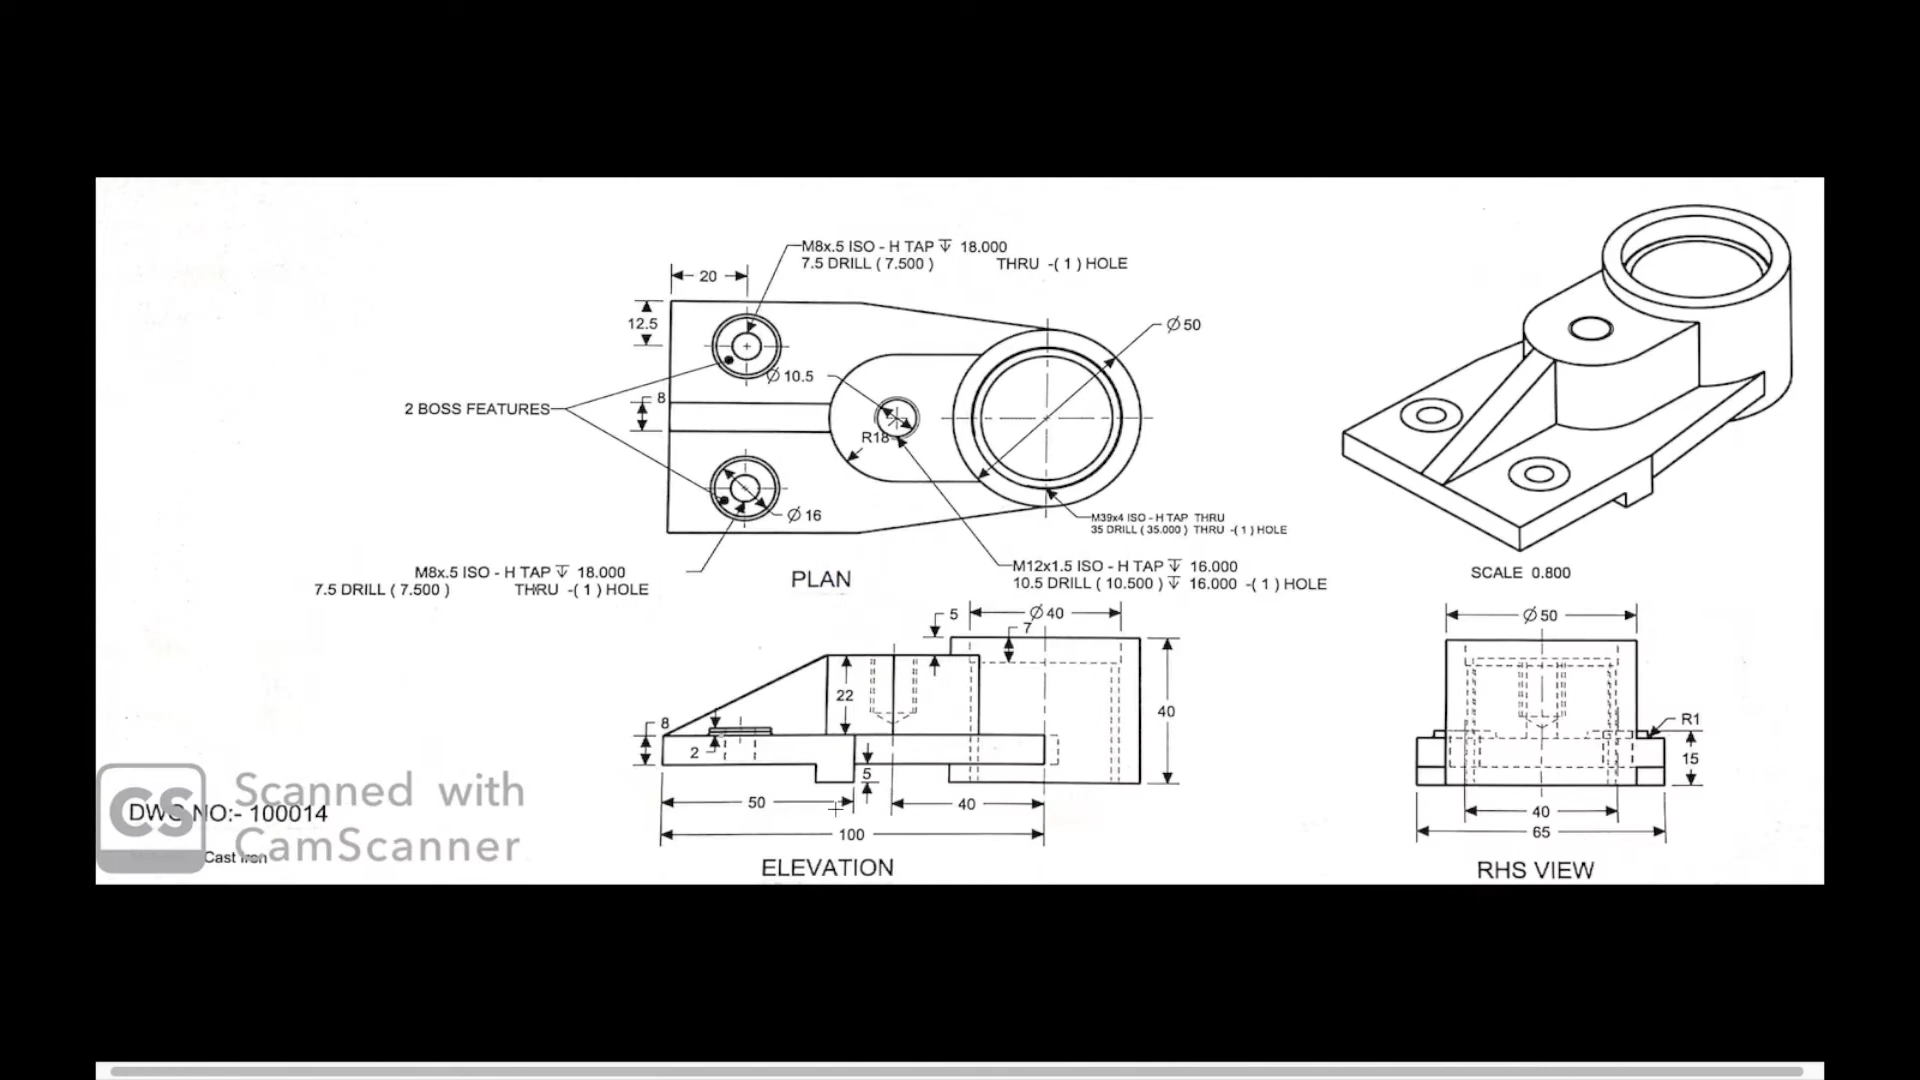 M8x.5 ISO - H TAP ↧ 18.000
7.5 DRILL ( 7.500 ) THRU -( 1 ) HOLE
20
12.5
Ø 50
Ø 10.5
8
2 BOSS FEATURES
R18
Ø 16
M39x4 ISO - H TAP THRU
35 DRILL ( 35.000 ) THRU -( 1 ) HOLE
M8x.5 ISO - H TAP ↧ 18.000
7.5 DRILL ( 7.500 ) THRU -( 1 ) HOLE
PLAN
M12x1.5 ISO - H TAP ↧ 16.000
10.5 DRILL ( 10.500 ) ↧ 16.000 -( 1 ) HOLE
SCALE 0.800
5
Ø 40
7
22
40
8
2
5
50
40
100
ELEVATION
Ø 50
R1
15
40
65
RHS VIEW
CS
Scanned with
CamScanner
DWG NO:- 100014
Cast Iron